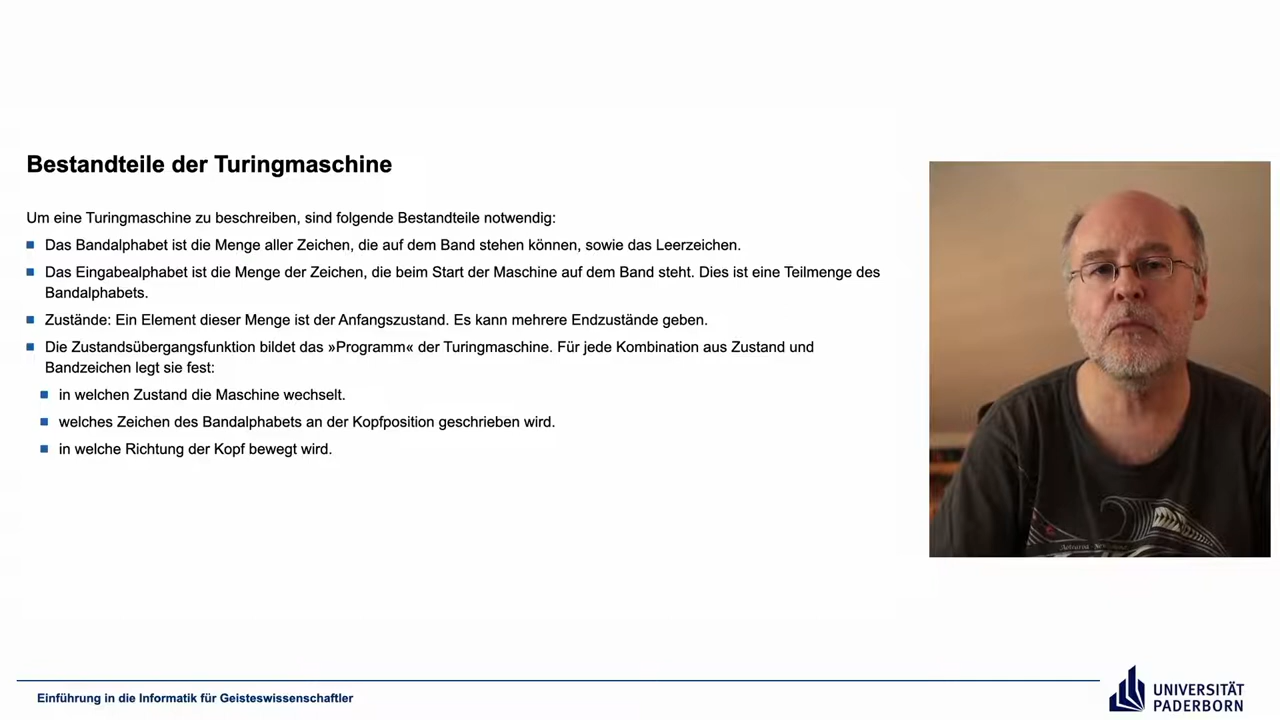 Bestandteile der Turingmaschine
Um eine Turingmaschine zu beschreiben, sind folgende Bestandteile notwendig:
Das Bandalphabet ist die Menge aller Zeichen, die auf dem Band stehen können, sowie das Leerzeichen.
Das Eingabealphabet ist die Menge der Zeichen, die beim Start der Maschine auf dem Band steht. Dies ist eine Teilmenge des
Bandalphabets.
Zustände: Ein Element dieser Menge ist der Anfangszustand. Es kann mehrere Endzustände geben.
Die Zustandsübergangsfunktion bildet das »Programm« der Turingmaschine. Für jede Kombination aus Zustand und
Bandzeichen legt sie fest:
in welchen Zustand die Maschine wechselt.
welches Zeichen des Bandalphabets an der Kopfposition geschrieben wird.
in welche Richtung der Kopf bewegt wird.
Einführung in die Informatik für Geisteswissenschaftler
UNIVERSITÄT
PADERBORN